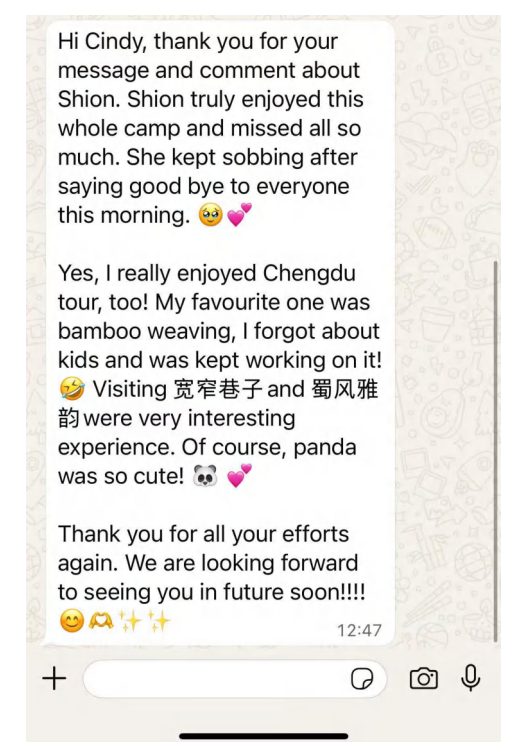 Hi Cindy, thank you for your
message and comment about
Shion. Shion truly enjoyed this
whole camp and missed all so
much. She kept sobbing after
saying good bye to everyone
this morning. 🥹 💕
Yes, I really enjoyed Chengdu
tour, too! My favourite one was
bamboo weaving, I forgot about
kids and was kept working on it!
🤣 Visiting 宽窄巷子 and 蜀风雅
韵 were very interesting
experience. Of course, panda
was so cute! 🐼 💕
Thank you for all your efforts
again. We are looking forward
to seeing you in future soon!!!!
😊🫶✨✨
12:47